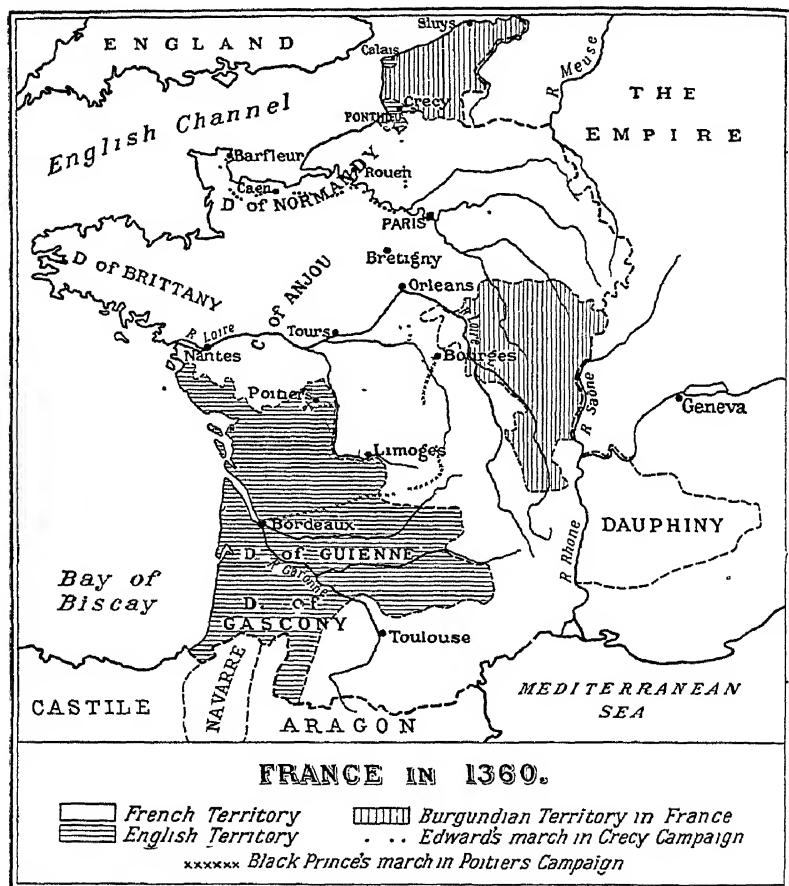 ENGLAND
Sluys
Calais
R Meuse
THE
EMPIRE
English Channel
Crecy
PONTHIEU
Barfleur
Rouen
Caen
D of NORMANDY
PARIS
Bretigny
D of BRITTANY
C of ANJOU
Orleans
R Loire
Tours
Loire
Nantes
Bourges
Poitiers
R Saône
Geneva
Limoges
Bordeaux
D of GUIENNE
R Garonne
R Rhone
DAUPHINY
Bay of
Biscay
D. of
GASCONY
Toulouse
CASTILE
NAVARRE
ARAGON
MEDITERRANEAN
SEA
FRANCE IN 1360.
French Territory
Burgundian Territory in France
English Territory
Edward's march in Crecy Campaign
Black Prince's march in Poitiers Campaign